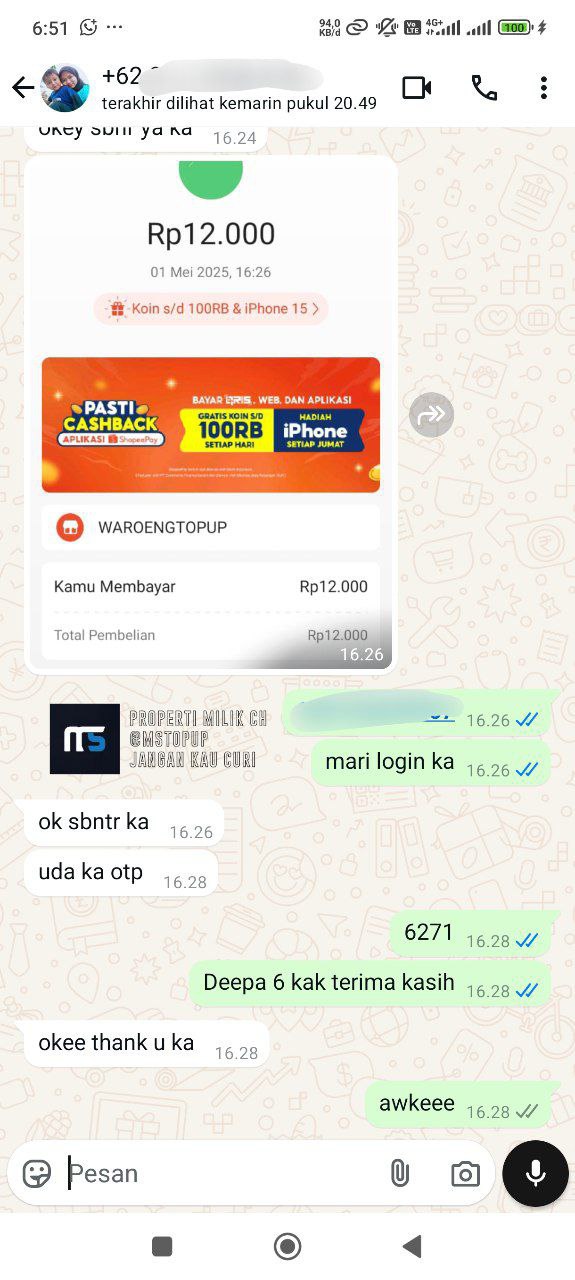 6:51
94,0
KB/d
Vo
LTE
4G+
100
+62
terakhir dilihat kemarin pukul 20.49
okey sbnr ya ka 16.24
Rp12.000
01 Mei 2025, 16:26
Koin s/d 100RB & iPhone 15 >
PASTI
CASHBACK
APLIKASI ShopeePay
BAYAR QRIS, WEB, DAN APLIKASI
GRATIS KOIN S/D
100RB
SETIAP HARI
HADIAH
iPhone
SETIAP JUMAT
WAROENGTOPUP
Kamu Membayar Rp12.000
Total Pembelian Rp12.000
16.26
16.26
MS
PROPERTI MILIK CH
@MSTOPUP
JANGAN KAU CURI
mari login ka 16.26
ok sbntr ka 16.26
uda ka otp 16.28
6271 16.28
Deepa 6 kak terima kasih 16.28
okee thank u ka 16.28
awkeee 16.28
Pesan